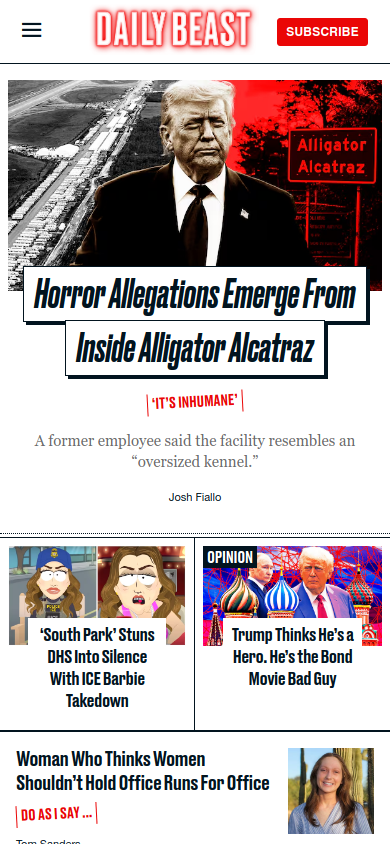 DAILY BEAST
SUBSCRIBE
Alligator
Alcatraz
Horror Allegations Emerge From
Inside Alligator Alcatraz
‘IT’S INHUMANE’
A former employee said the facility resembles an
“oversized kennel.”
Josh Fiallo
‘South Park’ Stuns
DHS Into Silence
With ICE Barbie
Takedown
OPINION
Trump Thinks He’s a
Hero. He’s the Bond
Movie Bad Guy
Woman Who Thinks Women
Shouldn’t Hold Office Runs For Office
DO AS I SAY ...
Tom Sanders